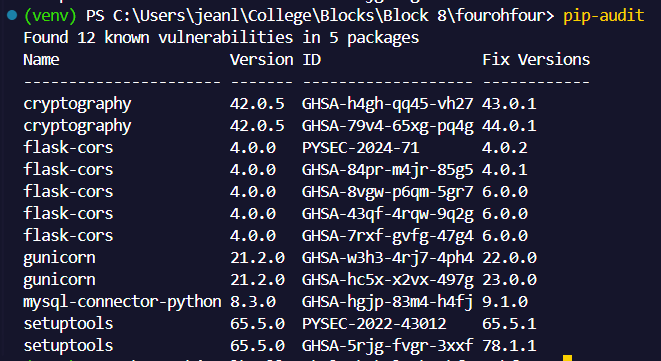 (venv) PS C:\Users\jeanl\College\Blocks\Block 8\fourohfour> pip-audit
Found 12 known vulnerabilities in 5 packages
Name Version ID Fix Versions
---------------------- ------- ------------------- ------------
cryptography 42.0.5 GHSA-h4gh-qq45-vh27 43.0.1
cryptography 42.0.5 GHSA-79v4-65xg-pq4g 44.0.1
flask-cors 4.0.0 PYSEC-2024-71 4.0.2
flask-cors 4.0.0 GHSA-84pr-m4jr-85g5 4.0.1
flask-cors 4.0.0 GHSA-8vgw-p6qm-5gr7 6.0.0
flask-cors 4.0.0 GHSA-43qf-4rqw-9q2g 6.0.0
flask-cors 4.0.0 GHSA-7rxf-gvfg-47g4 6.0.0
gunicorn 21.2.0 GHSA-w3h3-4rj7-4ph4 22.0.0
gunicorn 21.2.0 GHSA-hc5x-x2vx-497g 23.0.0
mysql-connector-python 8.3.0 GHSA-hgjp-83m4-h4fj 9.1.0
setuptools 65.5.0 PYSEC-2022-43012 65.5.1
setuptools 65.5.0 GHSA-5rjg-fvgr-3xxf 78.1.1